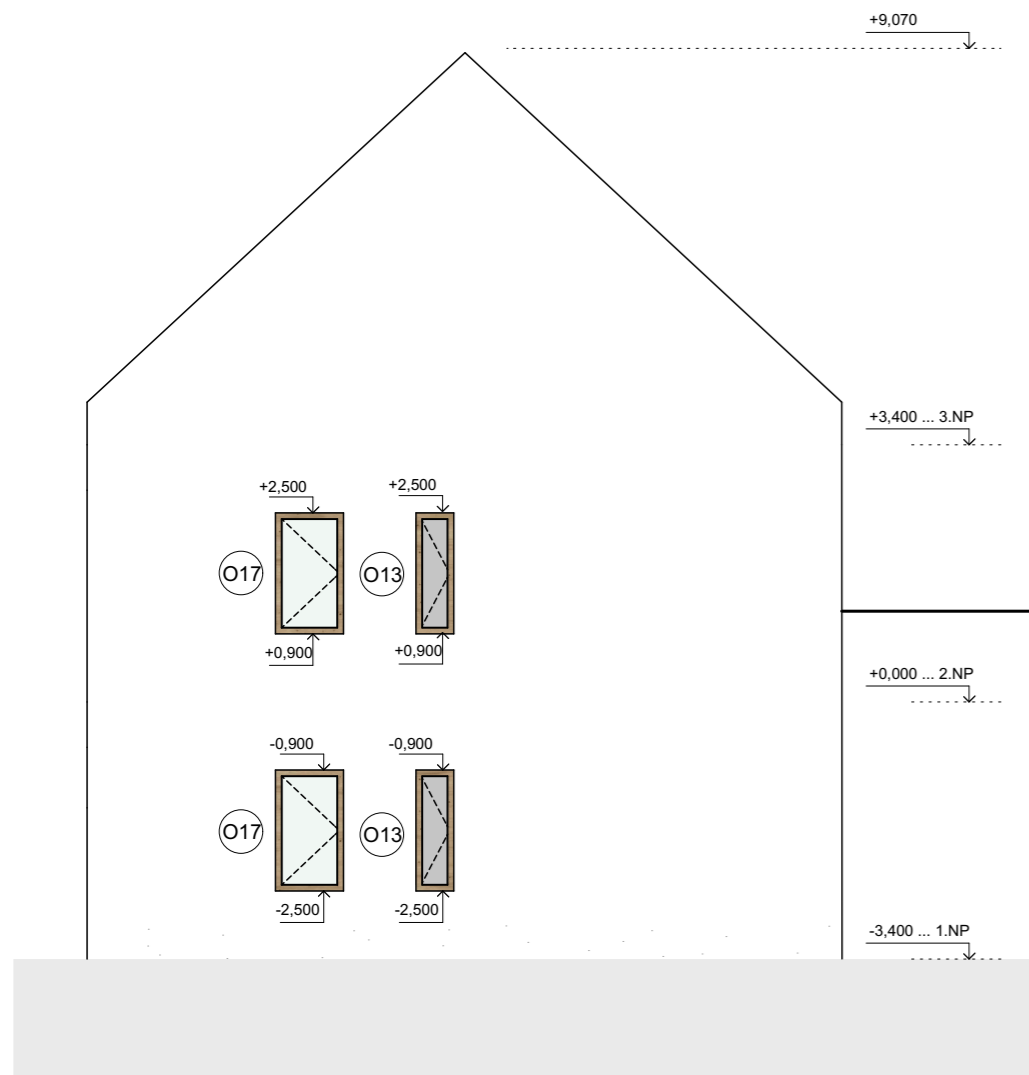 +9,070
+3,400 ... 3.NP
+2,500
+2,500
O17
O13
+0,900
+0,900
+0,000 ... 2.NP
-0,900
-0,900
O17
O13
-2,500
-2,500
-3,400 ... 1.NP